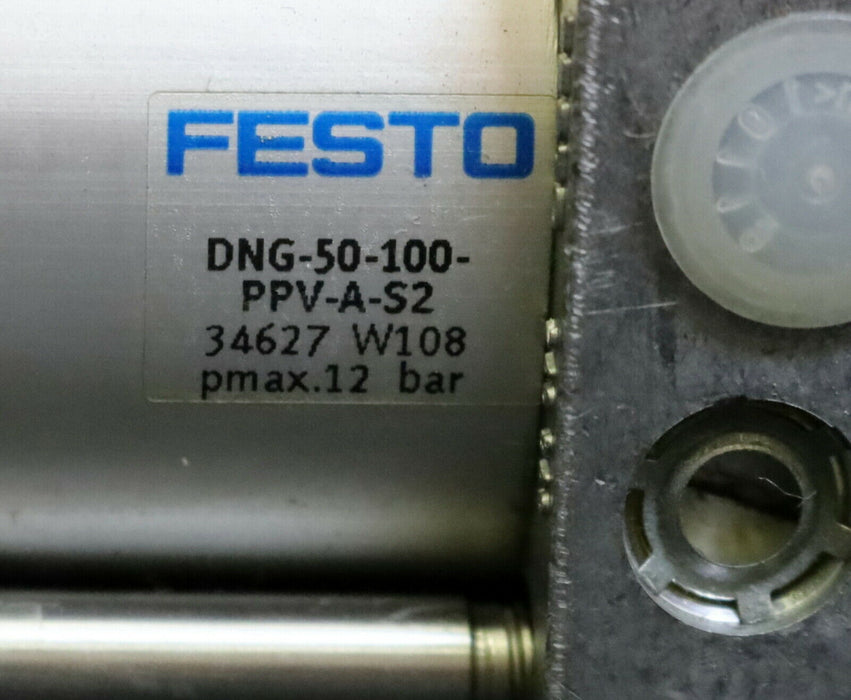 FESTO
DNG-50-100-
PPV-A-S2
34627 W108
pmax.12 bar